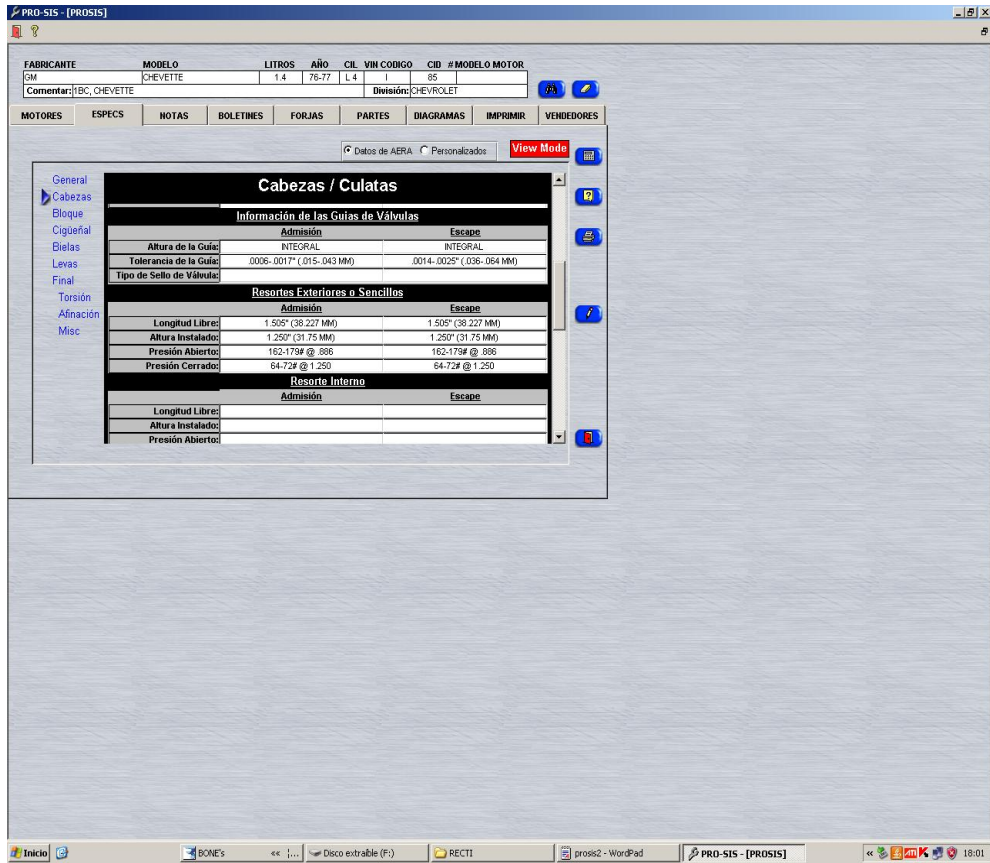 PRO-SIS - [PROSIS]
FABRICANTE MODELO LITROS AÑO CIL VIN CODIGO CID # MODELO MOTOR
GM CHEVETTE 1.4 76-77 L 4 I 85
Comentar: 1BC, CHEVETTE División: CHEVROLET
MOTORES ESPECS NOTAS BOLETINES FORJAS PARTES DIAGRAMAS IMPRIMIR VENDEDORES
Datos de AERA Personalizados View Mode
General
Cabezas
Bloque
Cigüeñal
Bielas
Levas
Final
Torsión
Afinación
Misc
Cabezas / Culatas
Información de las Guias de Válvulas
Admisión Escape
Altura de la Guía: INTEGRAL INTEGRAL
Tolerancia de la Guía: .0006-.0017" (.015-.043 MM) .0014-.0025" (.036-.064 MM)
Tipo de Sello de Válvula:
Resortes Exteriores o Sencillos
Admisión Escape
Longitud Libre: 1.505" (38.227 MM) 1.505" (38.227 MM)
Altura Instalado: 1.250" (31.75 MM) 1.250" (31.75 MM)
Presión Abierto: 162-179# @ .886 162-179# @ .886
Presión Cerrado: 64-72# @ 1.250 64-72# @ 1.250
Resorte Interno
Admisión Escape
Longitud Libre:
Altura Instalado:
Presión Abierto:
Inicio BONE's Disco extraíble (F:) RECTI prosis2 - WordPad PRO-SIS - [PROSIS] 18:01